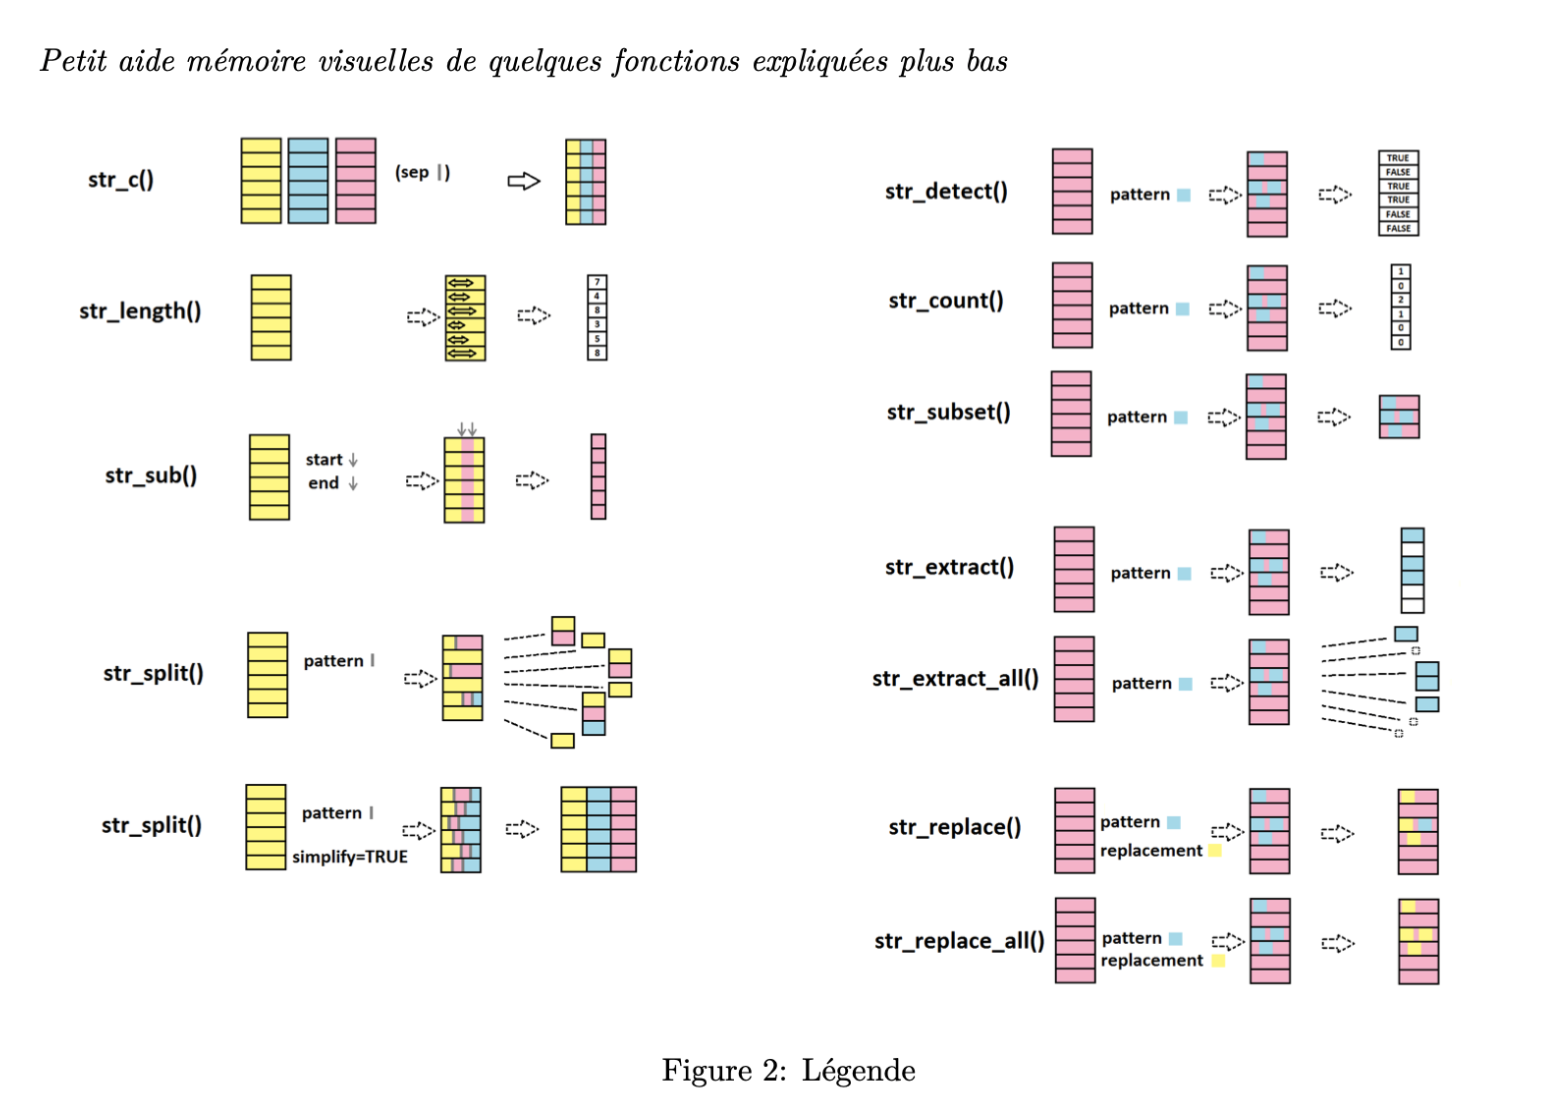 Petit aide mémoire visuelles de quelques fonctions expliquées plus bas
str_c()
(sep |)
str_length()
7
4
8
3
5
8
str_sub()
start ↓
end ↓
str_split()
pattern |
str_split()
pattern |
simplify=TRUE
str_detect()
pattern
TRUE
FALSE
TRUE
TRUE
FALSE
FALSE
str_count()
pattern
1
0
2
1
0
0
str_subset()
pattern
str_extract()
pattern
str_extract_all()
pattern
str_replace()
pattern
replacement
str_replace_all()
pattern
replacement
Figure 2: Légende